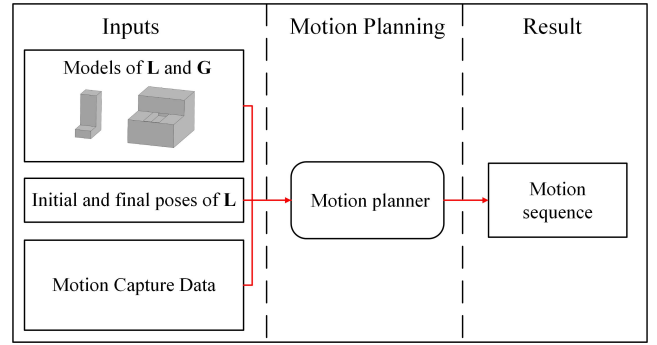 Inputs
Motion Planning
Result
Models of L and G
Initial and final poses of L
Motion Capture Data
Motion planner
Motion
sequence